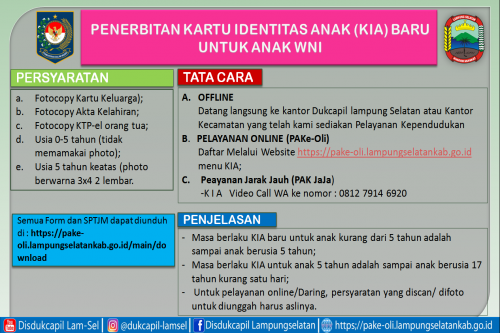 PENERBITAN KARTU IDENTITAS ANAK (KIA) BARU
UNTUK ANAK WNI
PERSYARATAN
a. Fotocopy Kartu Keluarga);
b. Fotocopy Akta Kelahiran;
c. Fotocopy KTP-el orang tua;
d. Usia 0-5 tahun (tidak
memamakai photo);
e. Usia 5 tahun keatas (photo
berwarna 3x4 2 lembar.
Semua Form dan SPTJM dapat diunduh
di : https://pake-
oli.lampungselatankab.go.id/main/do
wnload
TATA CARA
A. OFFLINE
Datang langsung ke kantor Dukcapil lampung Selatan atau Kantor
Kecamatan yang telah kami sediakan Pelayanan Kependudukan
B. PELAYANAN ONLINE (PAKe-Oli)
Daftar Melalui Website https://pake-oli.lampungselatankab.go.id
menu KIA;
C. Peayanan Jarak Jauh (PAK JaJa)
-K I A Video Call WA ke nomor : 0812 7914 6920
PENJELASAN
- Masa berlaku KIA baru untuk anak kurang dari 5 tahun adalah
sampai anak berusia 5 tahun;
- Masa berlaku KIA untuk anak 5 tahun adalah sampai anak berusia 17
tahun kurang satu hari;
- Untuk pelayanan online/Daring, persyaratan yang discan/ difoto
untuk diunggah harus aslinya.
Disdukcapil Lam-Sel
@dukcapil-lamsel
Disdukcapil Lampungselatan
https://pake-oli.lampungselatankab.go.id